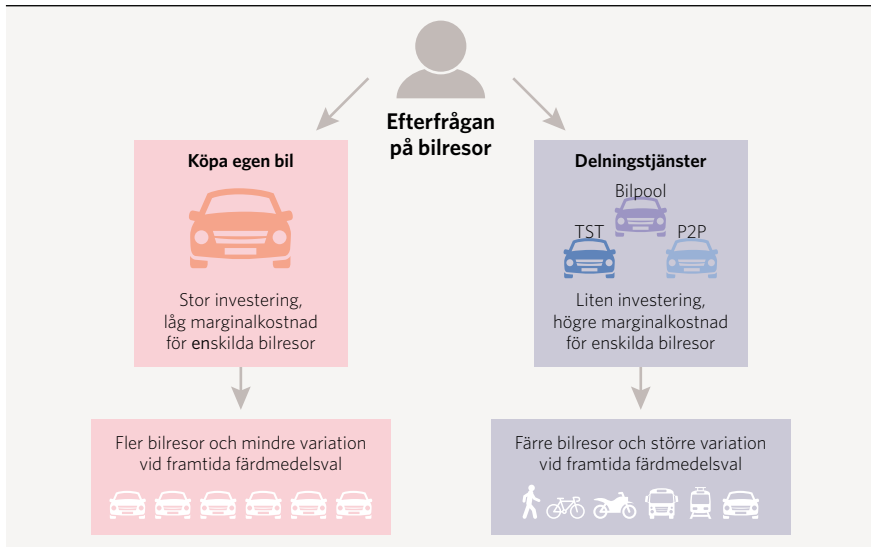 Efterfrågan
på bilresor
Köpa egen bil
Stor investering,
låg marginalkostnad
för enskilda bilresor
Fler bilresor och mindre variation
vid framtida färdmedelsval
Delningstjänster
Bilpool
TST P2P
Liten investering,
högre marginalkostnad
för enskilda bilresor
Färre bilresor och större variation
vid framtida färdmedelsval